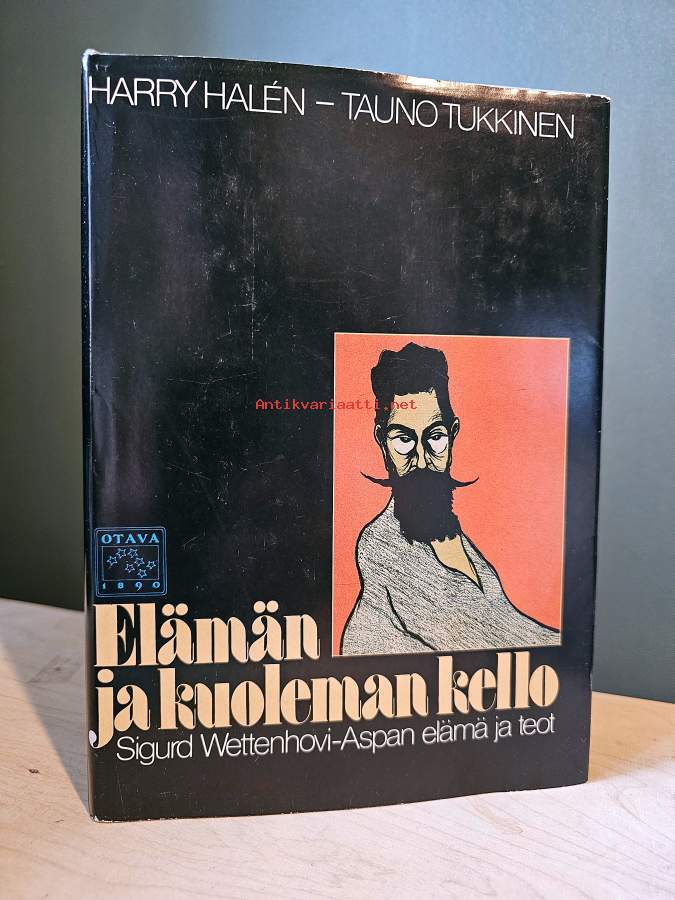 HARRY HALÉN – TAUNO TUKKINEN
Antikvariaatti.net
OTAVA
1890
Elämän
ja kuoleman kello
Sigurd Wettenhovi-Aspan elämä ja teot